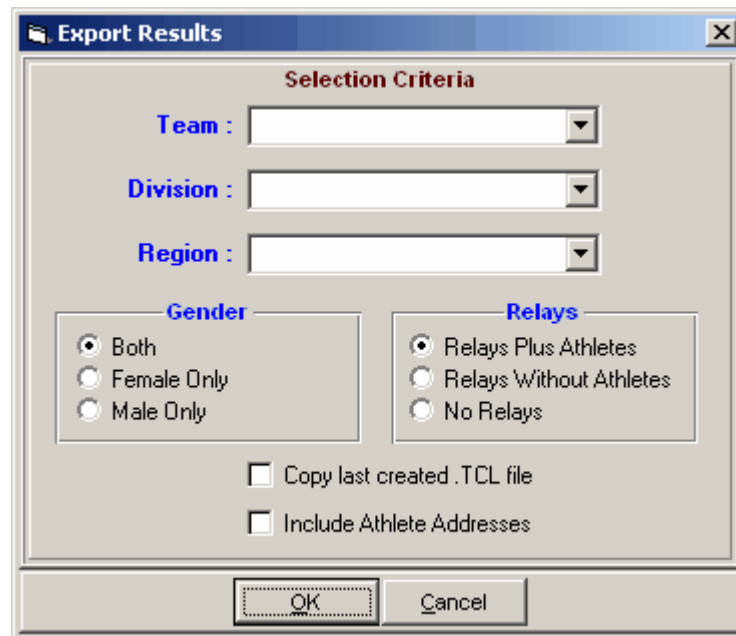 Export Results
Selection Criteria
Team :
Division :
Region :
Gender
Both
Female Only
Male Only
Relays
Relays Plus Athletes
Relays Without Athletes
No Relays
Copy last created .TCL file
Include Athlete Addresses
OK Cancel